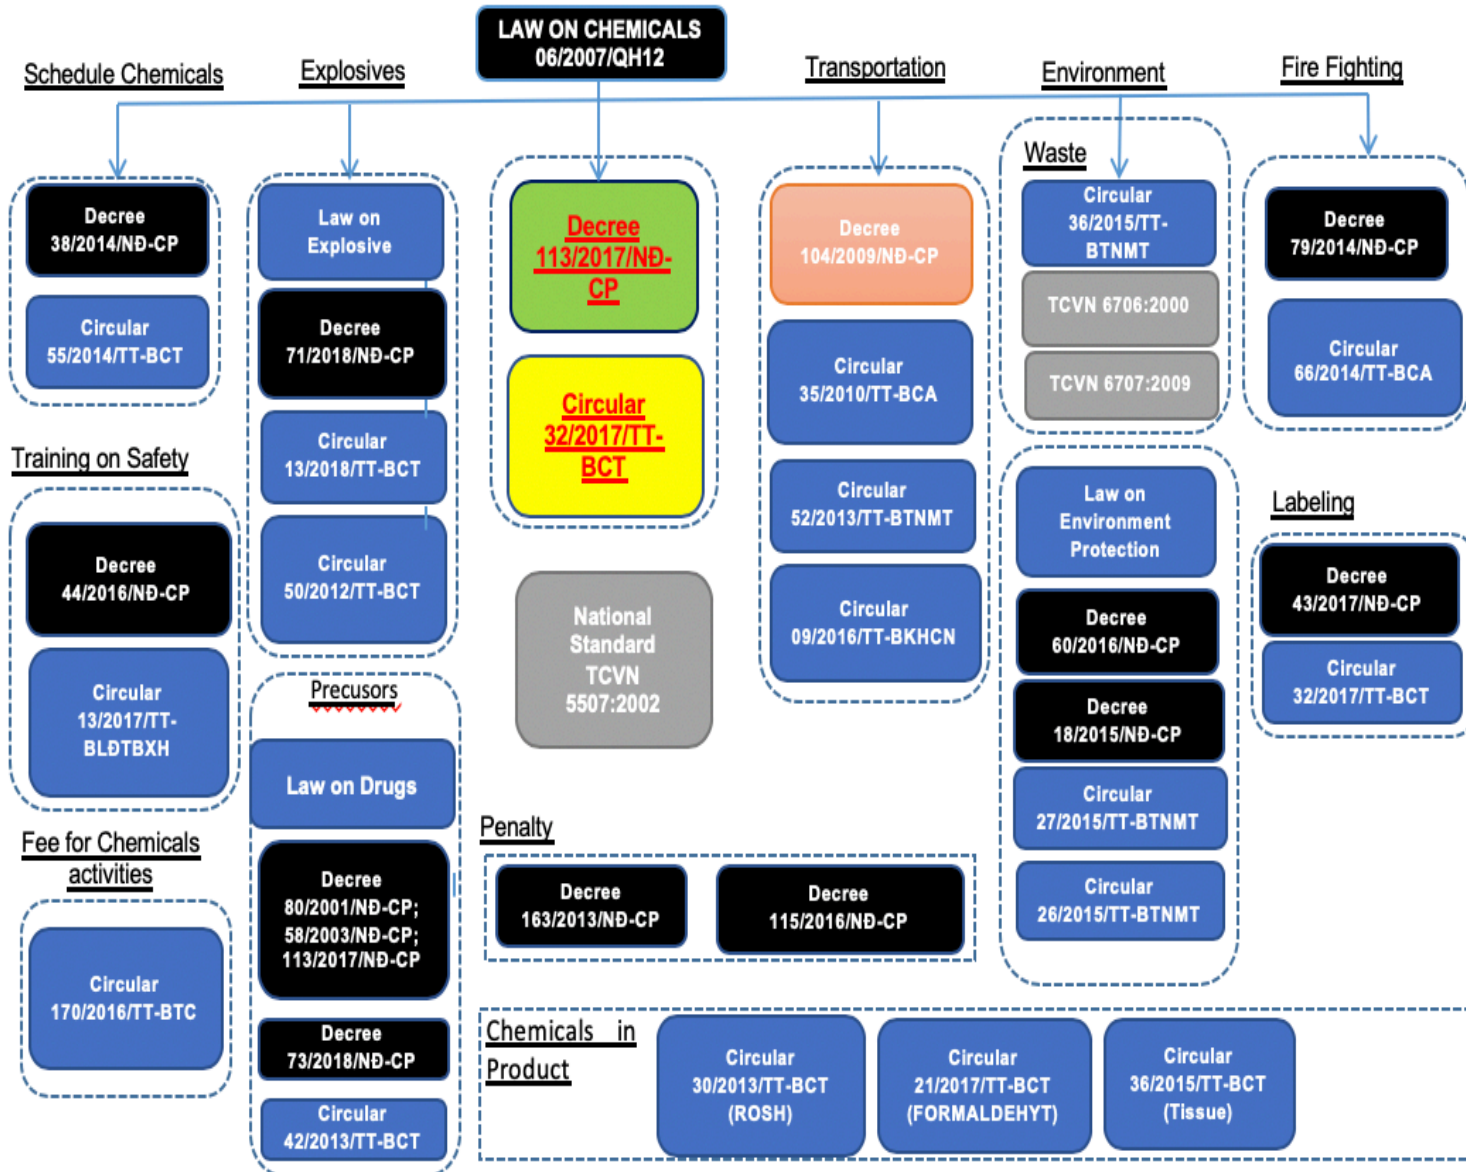 LAW ON CHEMICALS
06/2007/QH12
Schedule Chemicals
Explosives
Transportation
Environment
Fire Fighting
Decree
38/2014/NĐ-CP
Circular
55/2014/TT-BCT
Training on Safety
Decree
44/2016/NĐ-CP
Circular
13/2017/TT-
BLĐTBXH
Fee for Chemicals
activities
Circular
170/2016/TT-BTC
Law on
Explosive
Decree
71/2018/NĐ-CP
Circular
13/2018/TT-BCT
Circular
50/2012/TT-BCT
Precusors
Law on Drugs
Decree
80/2001/NĐ-CP;
58/2003/NĐ-CP;
113/2017/NĐ-CP
Decree
73/2018/NĐ-CP
Circular
42/2013/TT-BCT
Decree
113/2017/NĐ-
CP
Circular
32/2017/TT-
BCT
National
Standard
TCVN
5507:2002
Penalty
Decree
163/2013/NĐ-CP
Decree
115/2016/NĐ-CP
Decree
104/2009/NĐ-CP
Circular
35/2010/TT-BCA
Circular
52/2013/TT-BTNMT
Circular
09/2016/TT-BKHCN
Waste
Circular
36/2015/TT-
BTNMT
TCVN 6706:2000
TCVN 6707:2009
Law on
Environment
Protection
Decree
60/2016/NĐ-CP
Decree
18/2015/NĐ-CP
Circular
27/2015/TT-BTNMT
Circular
26/2015/TT-BTNMT
Decree
79/2014/NĐ-CP
Circular
66/2014/TT-BCA
Labeling
Decree
43/2017/NĐ-CP
Circular
32/2017/TT-BCT
Chemicals in
Product
Circular
30/2013/TT-BCT
(ROSH)
Circular
21/2017/TT-BCT
(FORMALDEHYT)
Circular
36/2015/TT-BCT
(Tissue)